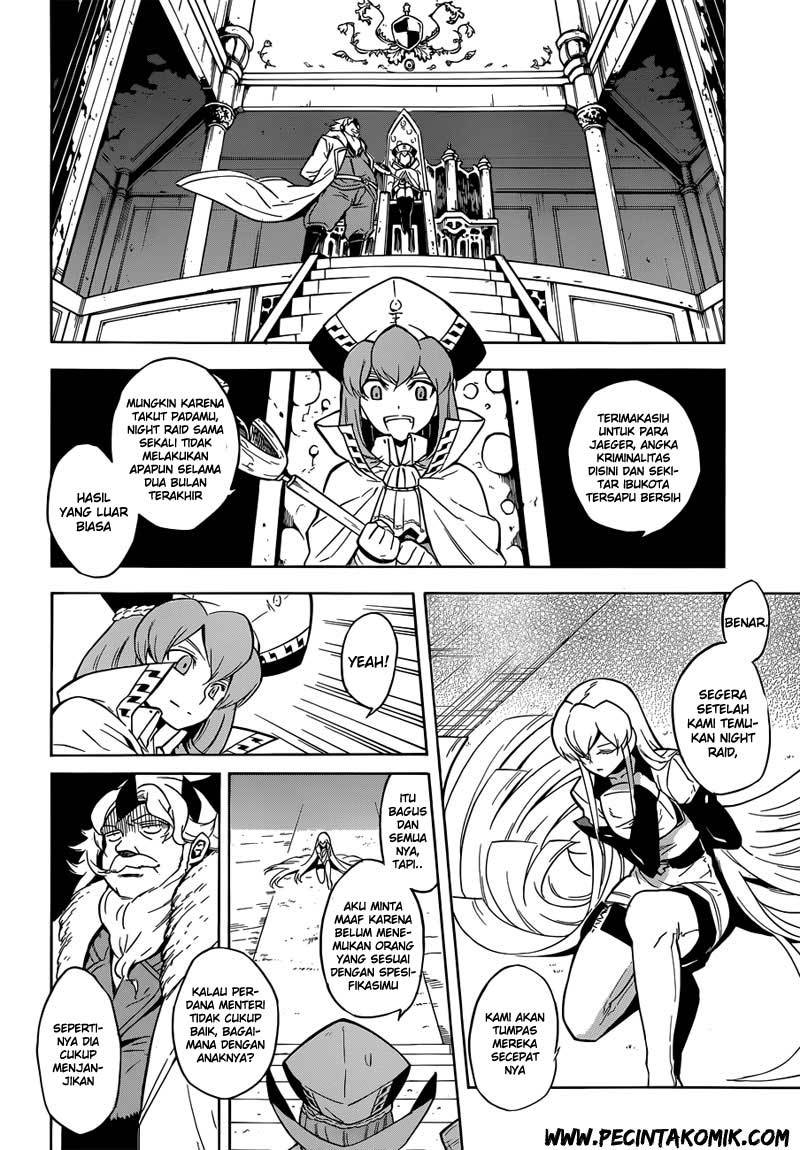 TERIMAKASIH
UNTUK PARA
JAEGER, ANGKA
KRIMINALITAS
DISINI DAN SEKI-
TAR IBUKOTA
TERSAPU BERSIH
MUNGKIN KARENA
TAKUT PADAMU,
NIGHT RAID SAMA
SEKALI TIDAK
MELAKUKAN
APAPUN SELAMA
DUA BULAN
TERAKHIR
HASIL
YANG LUAR
BIASA
BENAR.
SEGERA
SETELAH
KAMI TEMU-
KAN NIGHT
RAID,
KAMI AKAN
TUMPAS
MEREKA
SECEPAT
NYA
YEAH!
ITU
BAGUS
DAN
SEMUA
NYA,
TAPI..
AKU MINTA
MAAF KARENA
BELUM MENE-
MUKAN ORANG
YANG SESUAI
DENGAN SPESI-
FIKASIMU
KALAU PER-
DANA MENTERI
TIDAK CUKUP
BAIK, BAGAI-
MANA DENGAN
ANAKNYA?
SEPERTI-
NYA DIA
CUKUP
MENJAN-
JIKAN
WWW.PECINTAKOMIK.COM